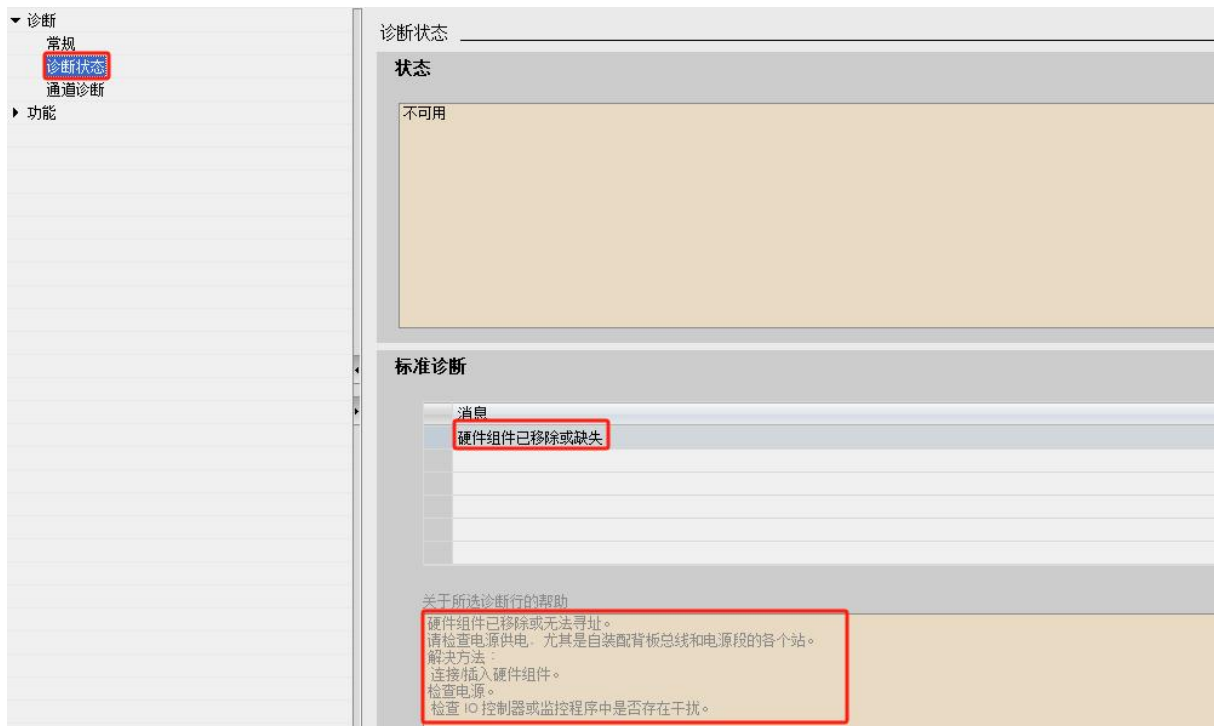 诊断
常规
诊断状态
通道诊断
功能
诊断状态
状态
不可用
标准诊断
消息
硬件组件已移除或缺失
关于所选诊断行的帮助
硬件组件已移除或无法寻址。
请检查电源供电，尤其是自装配背板总线和电源段的各个站。
解决方法：
连接/插入硬件组件。
检查电源。
检查 IO 控制器或监控程序中是否存在干扰。